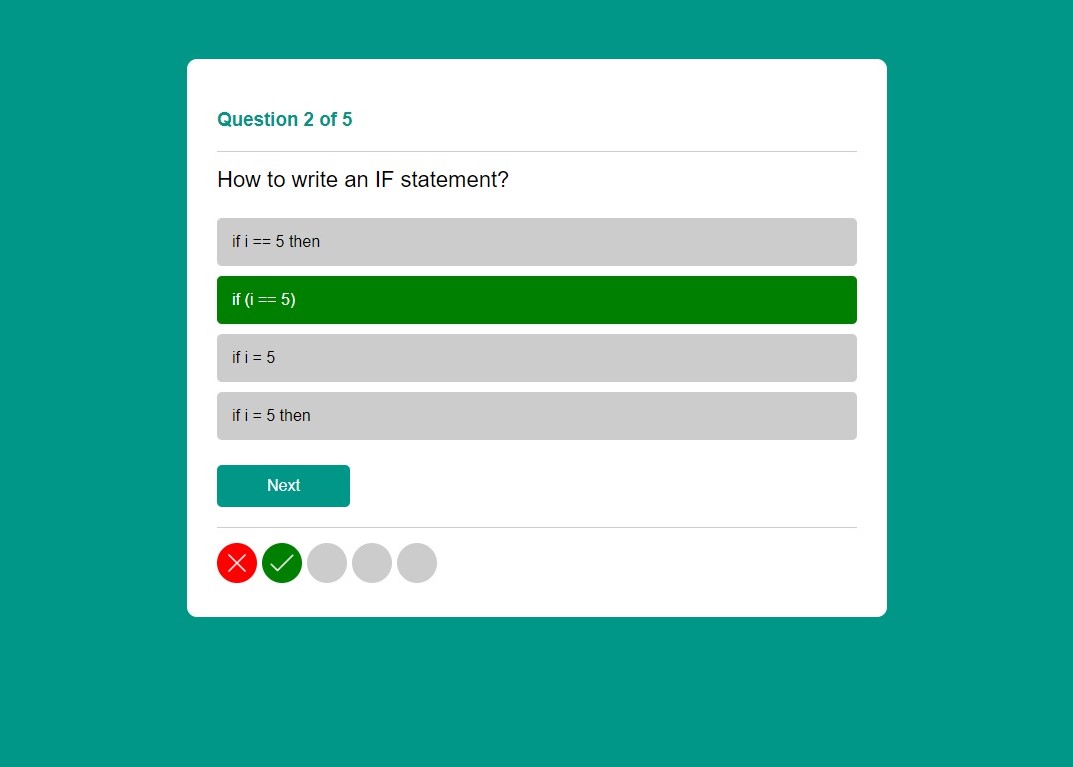 Question 2 of 5
How to write an IF statement?
if i == 5 then
if (i == 5)
if i = 5
if i = 5 then
Next